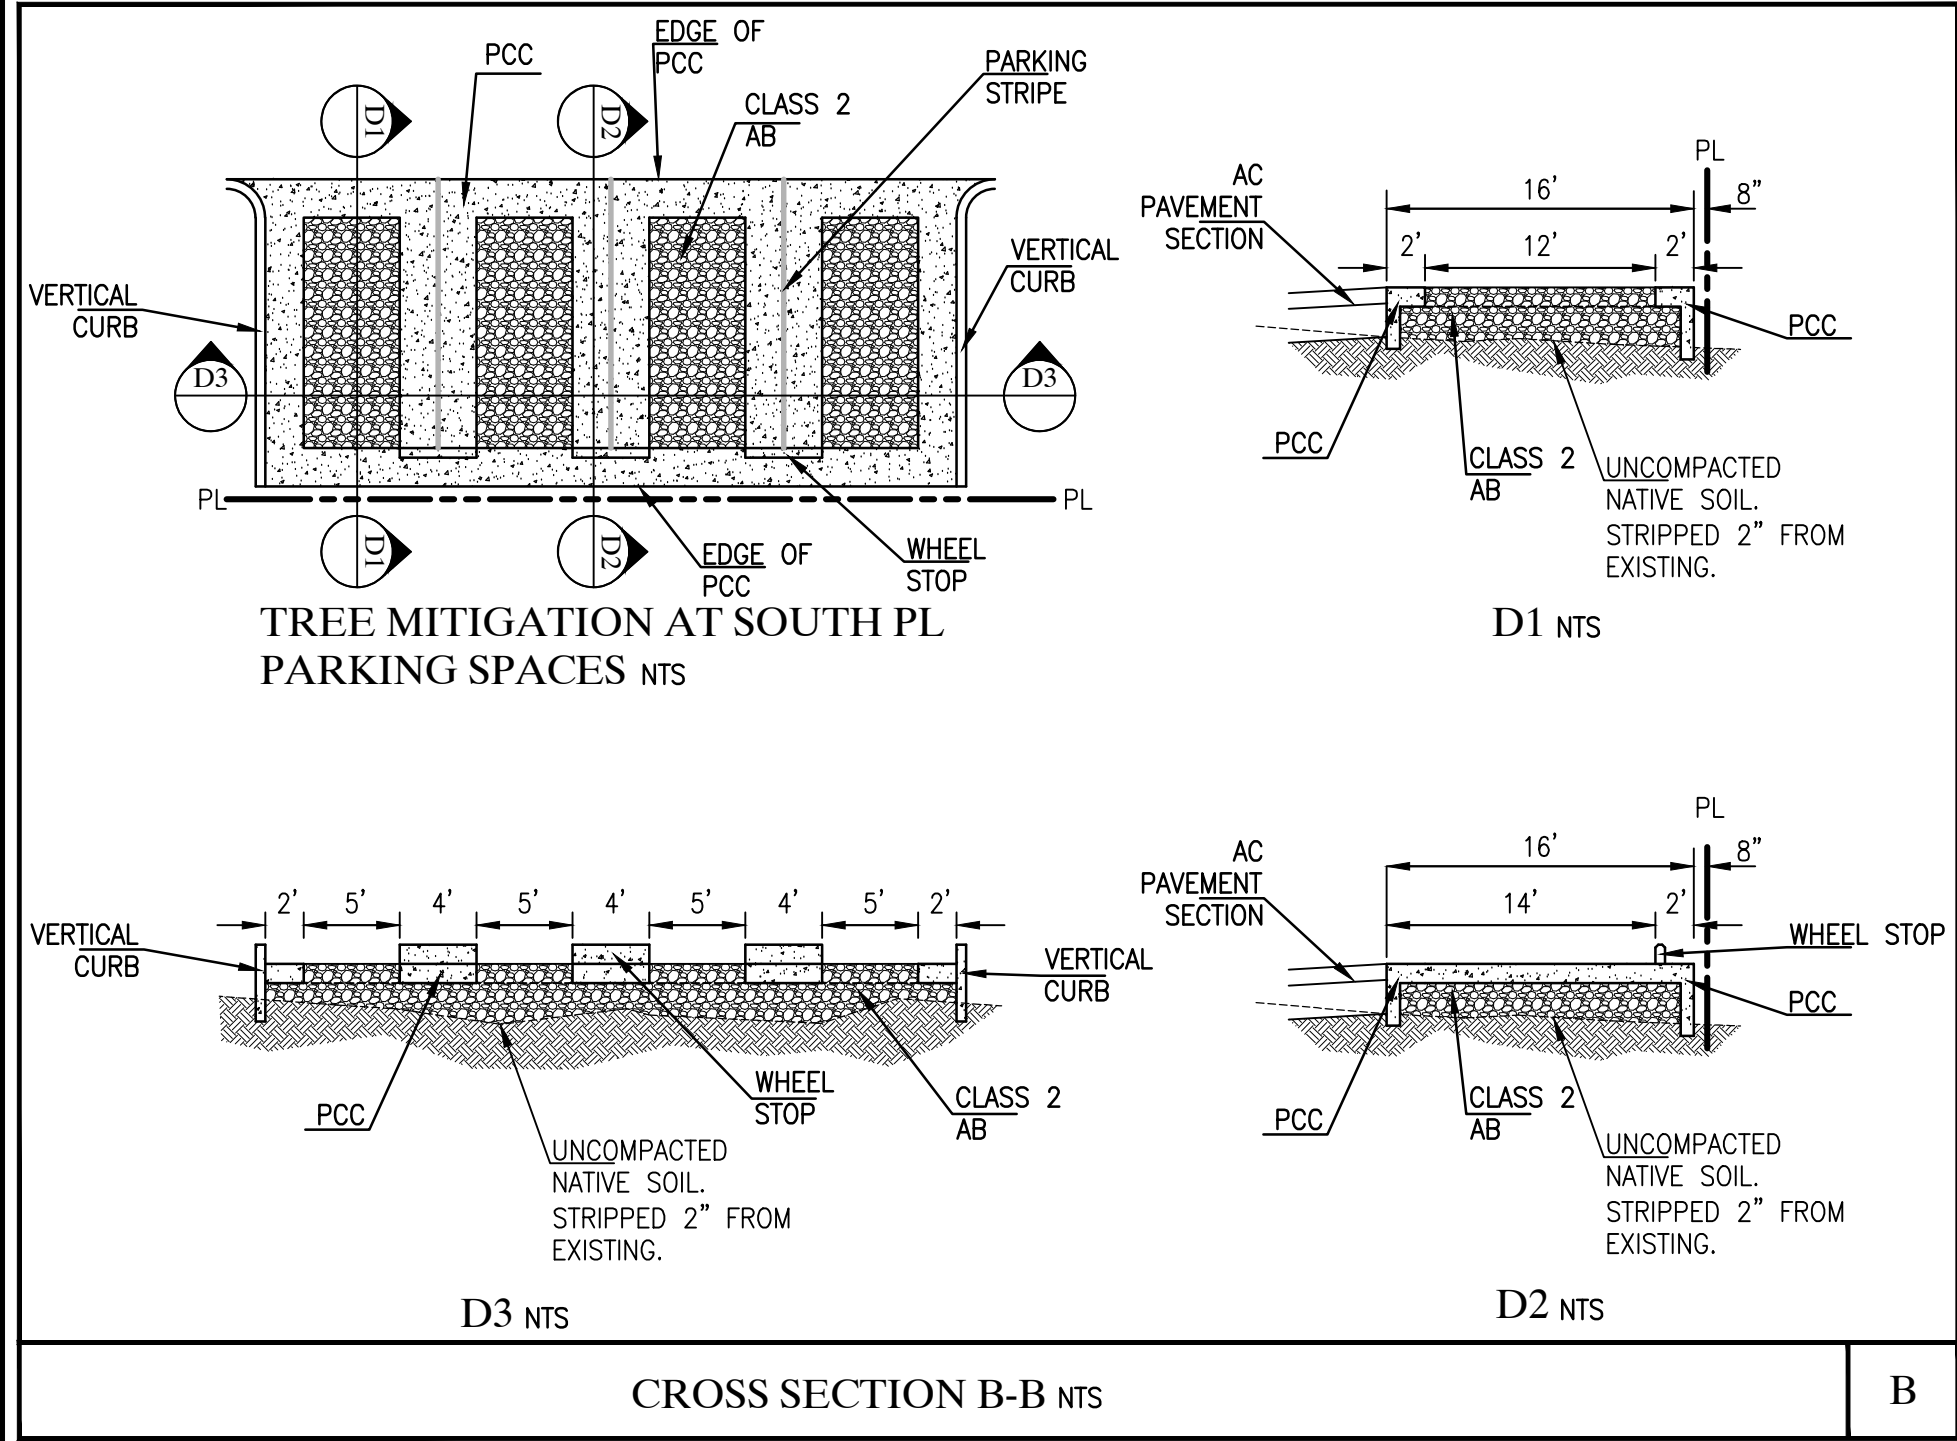 EDGE OF
PCC
PCC
PARKING
STRIPE
CLASS 2
AB
D1
D2
VERTICAL
CURB
VERTICAL
CURB
D3
D3
PL
PL
D1
D2
EDGE OF
PCC
WHEEL
STOP
TREE MITIGATION AT SOUTH PL
PARKING SPACES NTS
PL
AC
PAVEMENT
SECTION
16'
8"
2'
12'
2'
PCC
PCC
CLASS 2
AB
UNCOMPACTED
NATIVE SOIL.
STRIPPED 2" FROM
EXISTING.
D1 NTS
2'
5'
4'
5'
4'
5'
4'
5'
2'
VERTICAL
CURB
VERTICAL
CURB
PCC
WHEEL
STOP
CLASS 2
AB
UNCOMPACTED
NATIVE SOIL.
STRIPPED 2" FROM
EXISTING.
D3 NTS
PL
AC
PAVEMENT
SECTION
16'
8"
14'
2'
WHEEL STOP
PCC
PCC
CLASS 2
AB
UNCOMPACTED
NATIVE SOIL.
STRIPPED 2" FROM
EXISTING.
D2 NTS
CROSS SECTION B-B NTS
B